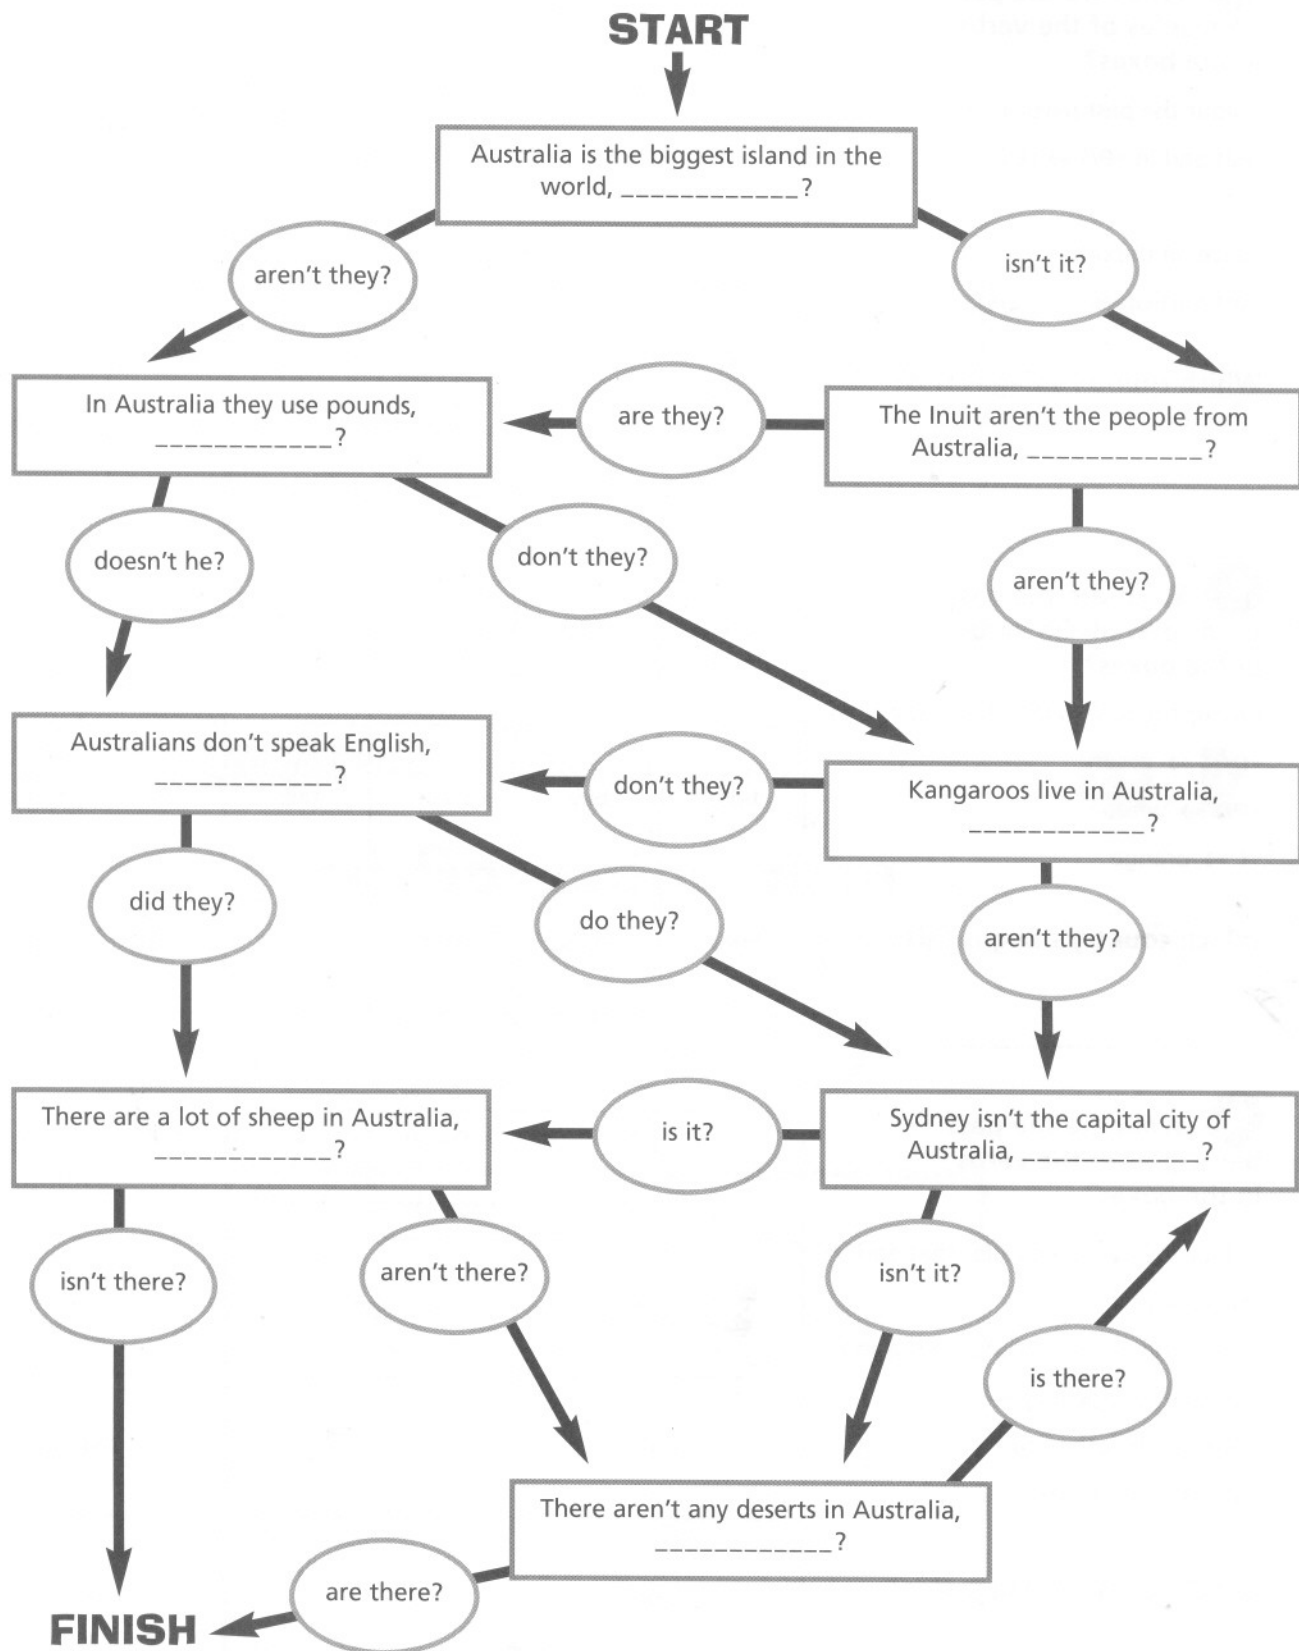 START
Australia is the biggest island in the
world, ____________?
aren't they?
isn't it?
In Australia they use pounds,
____________?
are they?
The Inuit aren't the people from
Australia, ____________?
doesn't he?
don't they?
aren't they?
Australians don't speak English,
____________?
don't they?
Kangaroos live in Australia,
____________?
did they?
do they?
aren't they?
There are a lot of sheep in Australia,
____________?
is it?
Sydney isn't the capital city of
Australia, ____________?
isn't there?
aren't there?
isn't it?
is there?
There aren't any deserts in Australia,
____________?
are there?
FINISH